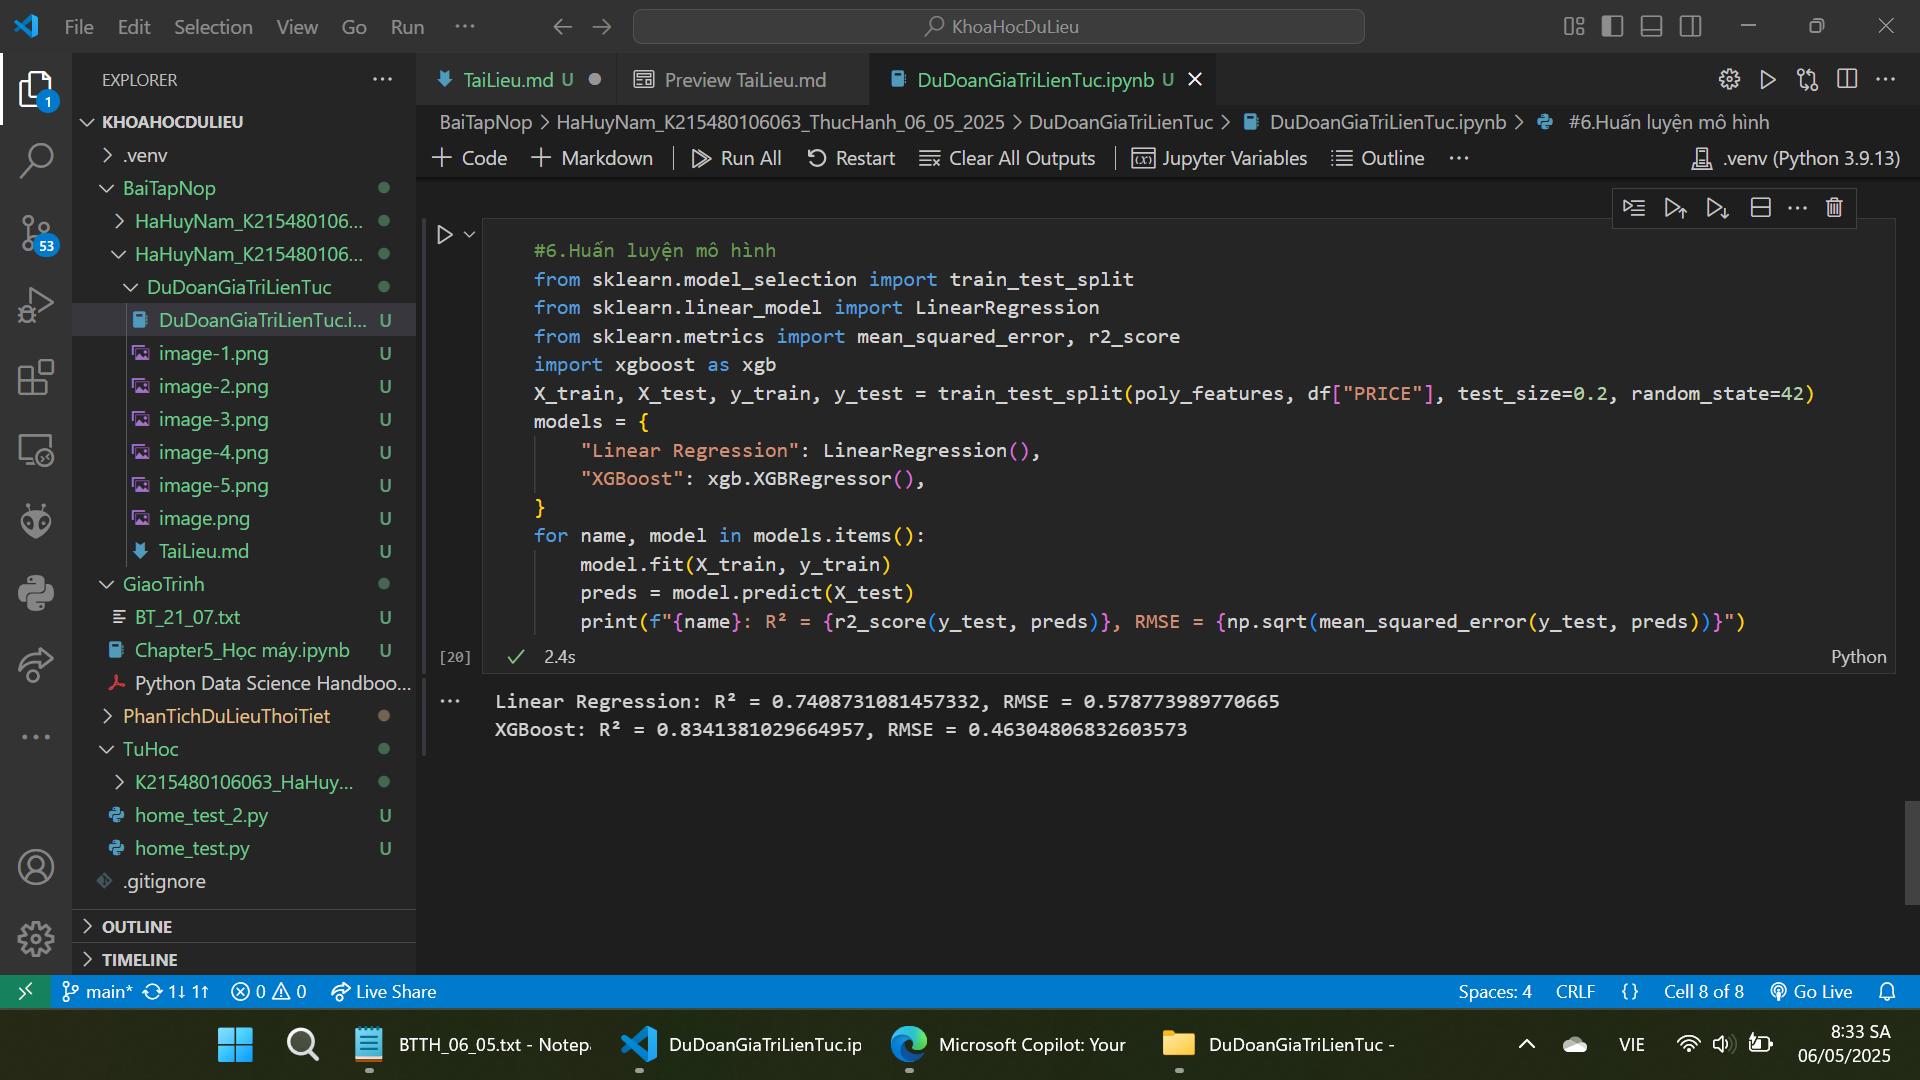 File Edit Selection View Go Run ··· KhoaHocDuLieu
EXPLORER ···
1
KHOAHOCDULIEU
.venv
BaiTapNop
HaHuyNam_K215480106...
53
HaHuyNam_K215480106...
DuDoanGiaTriLienTuc
DuDoanGiaTriLienTuc.i... U
image-1.png U
image-2.png U
image-3.png U
image-4.png U
image-5.png U
image.png U
TaiLieu.md U
GiaoTrinh
BT_21_07.txt U
Chapter5_Học máy.ipynb U
Python Data Science Handboo...
PhanTichDuLieuThoiTiet
TuHoc
K215480106063_HaHuy...
home_test_2.py U
home_test.py U
.gitignore
OUTLINE
TIMELINE
TaiLieu.md U Preview TaiLieu.md DuDoanGiaTriLienTuc.ipynb U
BaiTapNop > HaHuyNam_K215480106063_ThucHanh_06_05_2025 > DuDoanGiaTriLienTuc > DuDoanGiaTriLienTuc.ipynb > #6.Huấn luyện mô hình
+ Code + Markdown Run All Restart Clear All Outputs Jupyter Variables Outline ··· .venv (Python 3.9.13)
#6.Huấn luyện mô hình
from sklearn.model_selection import train_test_split
from sklearn.linear_model import LinearRegression
from sklearn.metrics import mean_squared_error, r2_score
import xgboost as xgb
X_train, X_test, y_train, y_test = train_test_split(poly_features, df["PRICE"], test_size=0.2, random_state=42)
models = {
    "Linear Regression": LinearRegression(),
    "XGBoost": xgb.XGBRegressor(),
}
for name, model in models.items():
    model.fit(X_train, y_train)
    preds = model.predict(X_test)
    print(f"{name}: R² = {r2_score(y_test, preds)}, RMSE = {np.sqrt(mean_squared_error(y_test, preds))}")
[20] 2.4s Python
Linear Regression: R² = 0.7408731081457332, RMSE = 0.578773989770665
XGBoost: R² = 0.8341381029664957, RMSE = 0.46304806832603573
main* 1↓ 1↑ 0 0 Live Share Spaces: 4 CRLF {} Cell 8 of 8 Go Live
BTTH_06_05.txt - Notepa DuDoanGiaTriLienTuc.ip Microsoft Copilot: Your DuDoanGiaTriLienTuc - VIE 8:33 SA
06/05/2025